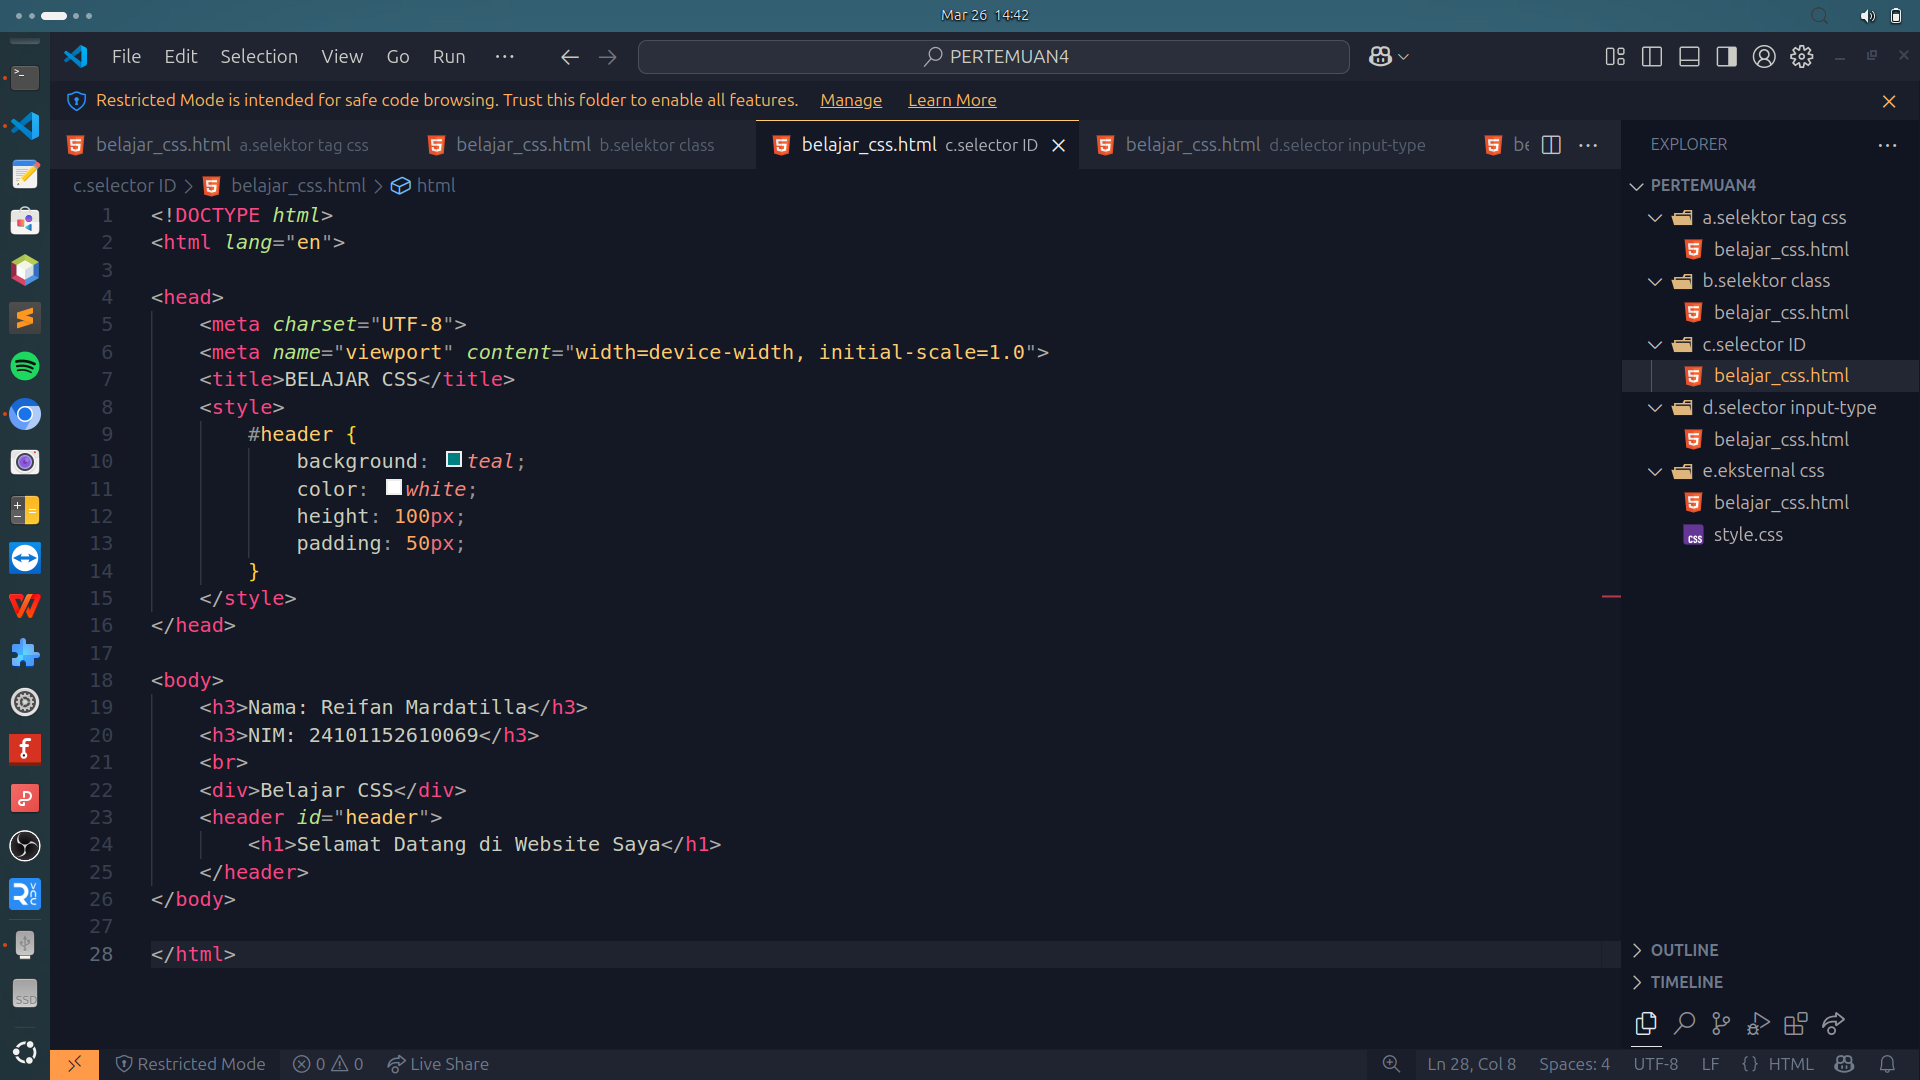 Mar 26 14:42
File Edit Selection View Go Run ··· PERTEMUAN4
Restricted Mode is intended for safe code browsing. Trust this folder to enable all features. Manage Learn More
belajar_css.html a.selektor tag css belajar_css.html b.selektor class belajar_css.html c.selector ID belajar_css.html d.selector input-type be
c.selector ID > belajar_css.html > html
1 <!DOCTYPE html>
2 <html lang="en">
3
4 <head>
5 <meta charset="UTF-8">
6 <meta name="viewport" content="width=device-width, initial-scale=1.0">
7 <title>BELAJAR CSS</title>
8 <style>
9 #header {
10 background: teal;
11 color: white;
12 height: 100px;
13 padding: 50px;
14 }
15 </style>
16 </head>
17
18 <body>
19 <h3>Nama: Reifan Mardatilla</h3>
20 <h3>NIM: 24101152610069</h3>
21 <br>
22 <div>Belajar CSS</div>
23 <header id="header">
24 <h1>Selamat Datang di Website Saya</h1>
25 </header>
26 </body>
27
28 </html>
EXPLORER
PERTEMUAN4
a.selektor tag css
belajar_css.html
b.selektor class
belajar_css.html
c.selector ID
belajar_css.html
d.selector input-type
belajar_css.html
e.eksternal css
belajar_css.html
style.css
OUTLINE
TIMELINE
SSD
Restricted Mode 0 0 Live Share Ln 28, Col 8 Spaces: 4 UTF-8 LF {} HTML